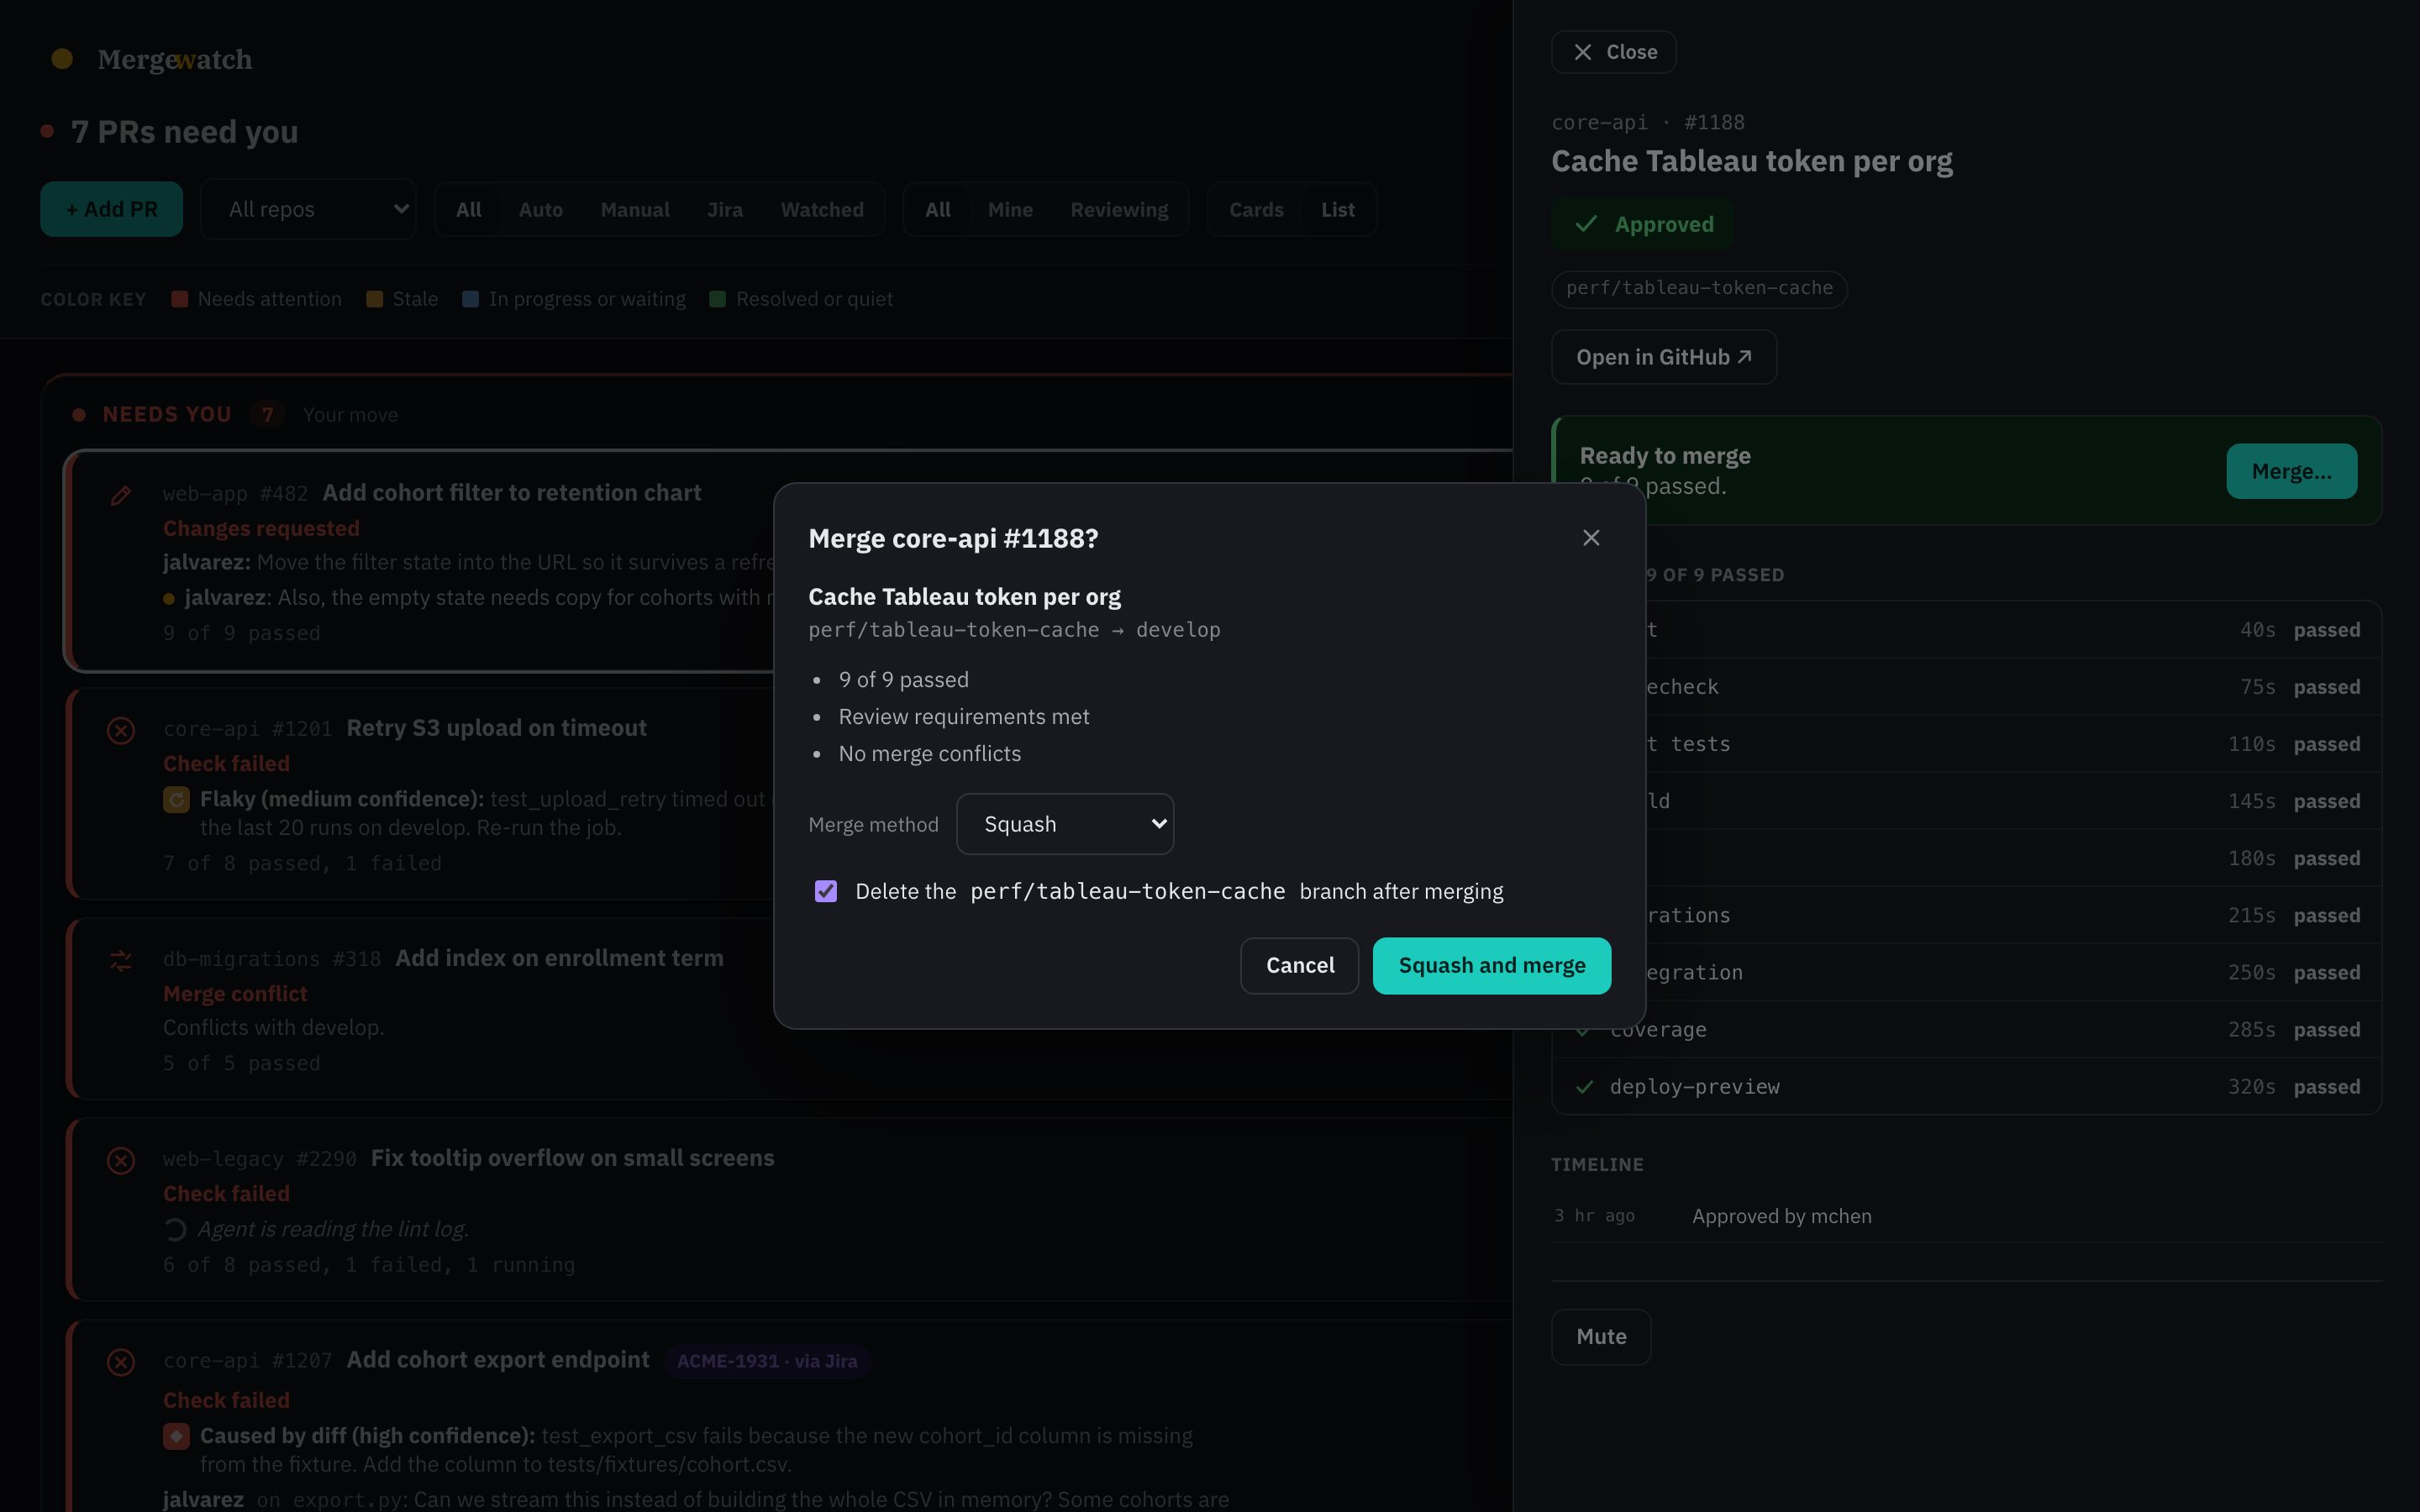 Mergewatch
7 PRs need you
+ Add PR
All repos
All Auto Manual Jira Watched
All Mine Reviewing
Cards List
COLOR KEY Needs attention Stale In progress or waiting Resolved or quiet
NEEDS YOU 7 Your move
web-app #482 Add cohort filter to retention chart
Changes requested
jalvarez: Move the filter state into the URL so it survives a
jalvarez: Also, the empty state needs copy for cohorts with
9 of 9 passed
core-api #1201 Retry S3 upload on timeout
Check failed
Flaky (medium confidence): test_upload_retry timed out
the last 20 runs on develop. Re-run the job.
7 of 8 passed, 1 failed
db-migrations #318 Add index on enrollment term
Merge conflict
Conflicts with develop.
5 of 5 passed
web-legacy #2290 Fix tooltip overflow on small screens
Check failed
Agent is reading the lint log.
6 of 8 passed, 1 failed, 1 running
core-api #1207 Add cohort export endpoint ACME-1931 · via Jira
Check failed
Caused by diff (high confidence): test_export_csv fails because the new cohort_id column is missing
from the fixture. Add the column to tests/fixtures/cohort.csv.
jalvarez on export.py: Can we stream this instead of building the whole CSV in memory? Some cohorts are
Merge core-api #1188?
Cache Tableau token per org
perf/tableau-token-cache → develop
• 9 of 9 passed
• Review requirements met
• No merge conflicts
Merge method Squash
Delete the perf/tableau-token-cache branch after merging
Cancel Squash and merge
Close
core-api · #1188
Cache Tableau token per org
Approved
perf/tableau-token-cache
Open in GitHub ↗
Ready to merge
passed.
Merge...
9 OF 9 PASSED
40s passed
75s passed
tests 110s passed
145s passed
180s passed
215s passed
250s passed
coverage 285s passed
deploy-preview 320s passed
TIMELINE
3 hr ago Approved by mchen
Mute